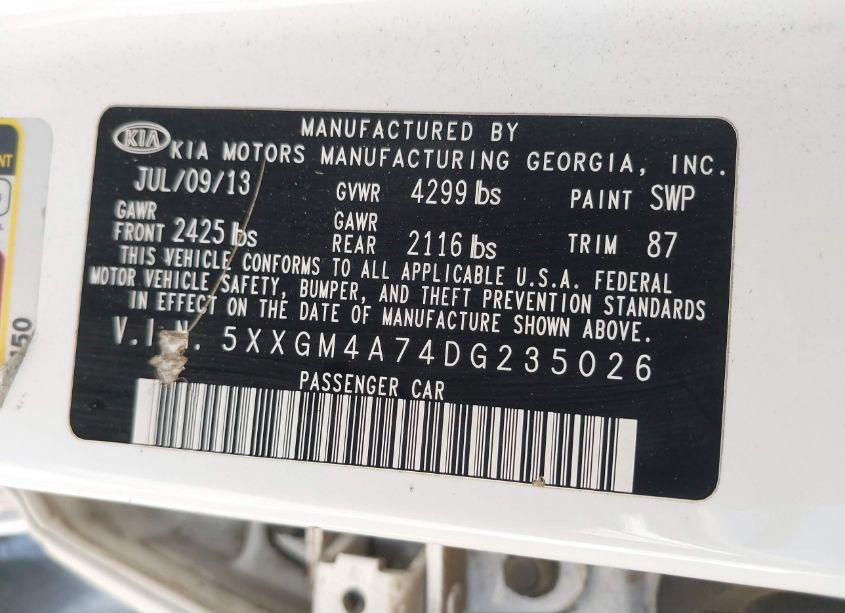 KIA
MANUFACTURED BY
KIA MOTORS MANUFACTURING GEORGIA, INC.
JUL/09/13 GVWR 4299 lbs PAINT SWP
GAWR FRONT 2425 lbs GAWR REAR 2116 lbs TRIM 87
THIS VEHICLE CONFORMS TO ALL APPLICABLE U.S.A. FEDERAL
MOTOR VEHICLE SAFETY, BUMPER, AND THEFT PREVENTION STANDARDS
IN EFFECT ON THE DATE OF MANUFACTURE SHOWN ABOVE.
V.I.N. 5XXGM4A74DG235026
PASSENGER CAR